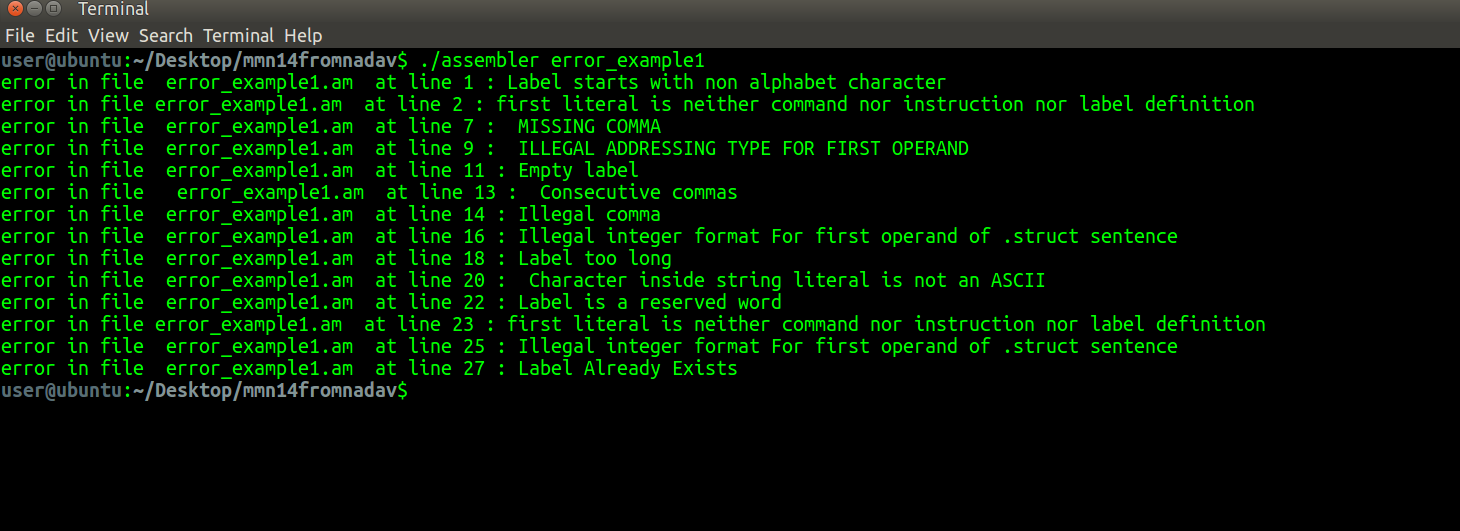 Terminal
File Edit View Search Terminal Help
user@ubuntu:~/Desktop/mmn14fromnadav$ ./assembler error_example1
error in file  error_example1.am  at line 1 : Label starts with non alphabet character
error in file error_example1.am  at line 2 : first literal is neither command nor instruction nor label definition
error in file  error_example1.am  at line 7 :  MISSING COMMA
error in file  error_example1.am  at line 9 :  ILLEGAL ADDRESSING TYPE FOR FIRST OPERAND
error in file  error_example1.am  at line 11 : Empty label
error in file   error_example1.am  at line 13 :  Consecutive commas
error in file  error_example1.am  at line 14 : Illegal comma
error in file  error_example1.am  at line 16 : Illegal integer format For first operand of .struct sentence
error in file  error_example1.am  at line 18 : Label too long
error in file  error_example1.am  at line 20 :  Character inside string literal is not an ASCII
error in file  error_example1.am  at line 22 : Label is a reserved word
error in file error_example1.am  at line 23 : first literal is neither command nor instruction nor label definition
error in file  error_example1.am  at line 25 : Illegal integer format For first operand of .struct sentence
error in file  error_example1.am  at line 27 : Label Already Exists
user@ubuntu:~/Desktop/mmn14fromnadav$